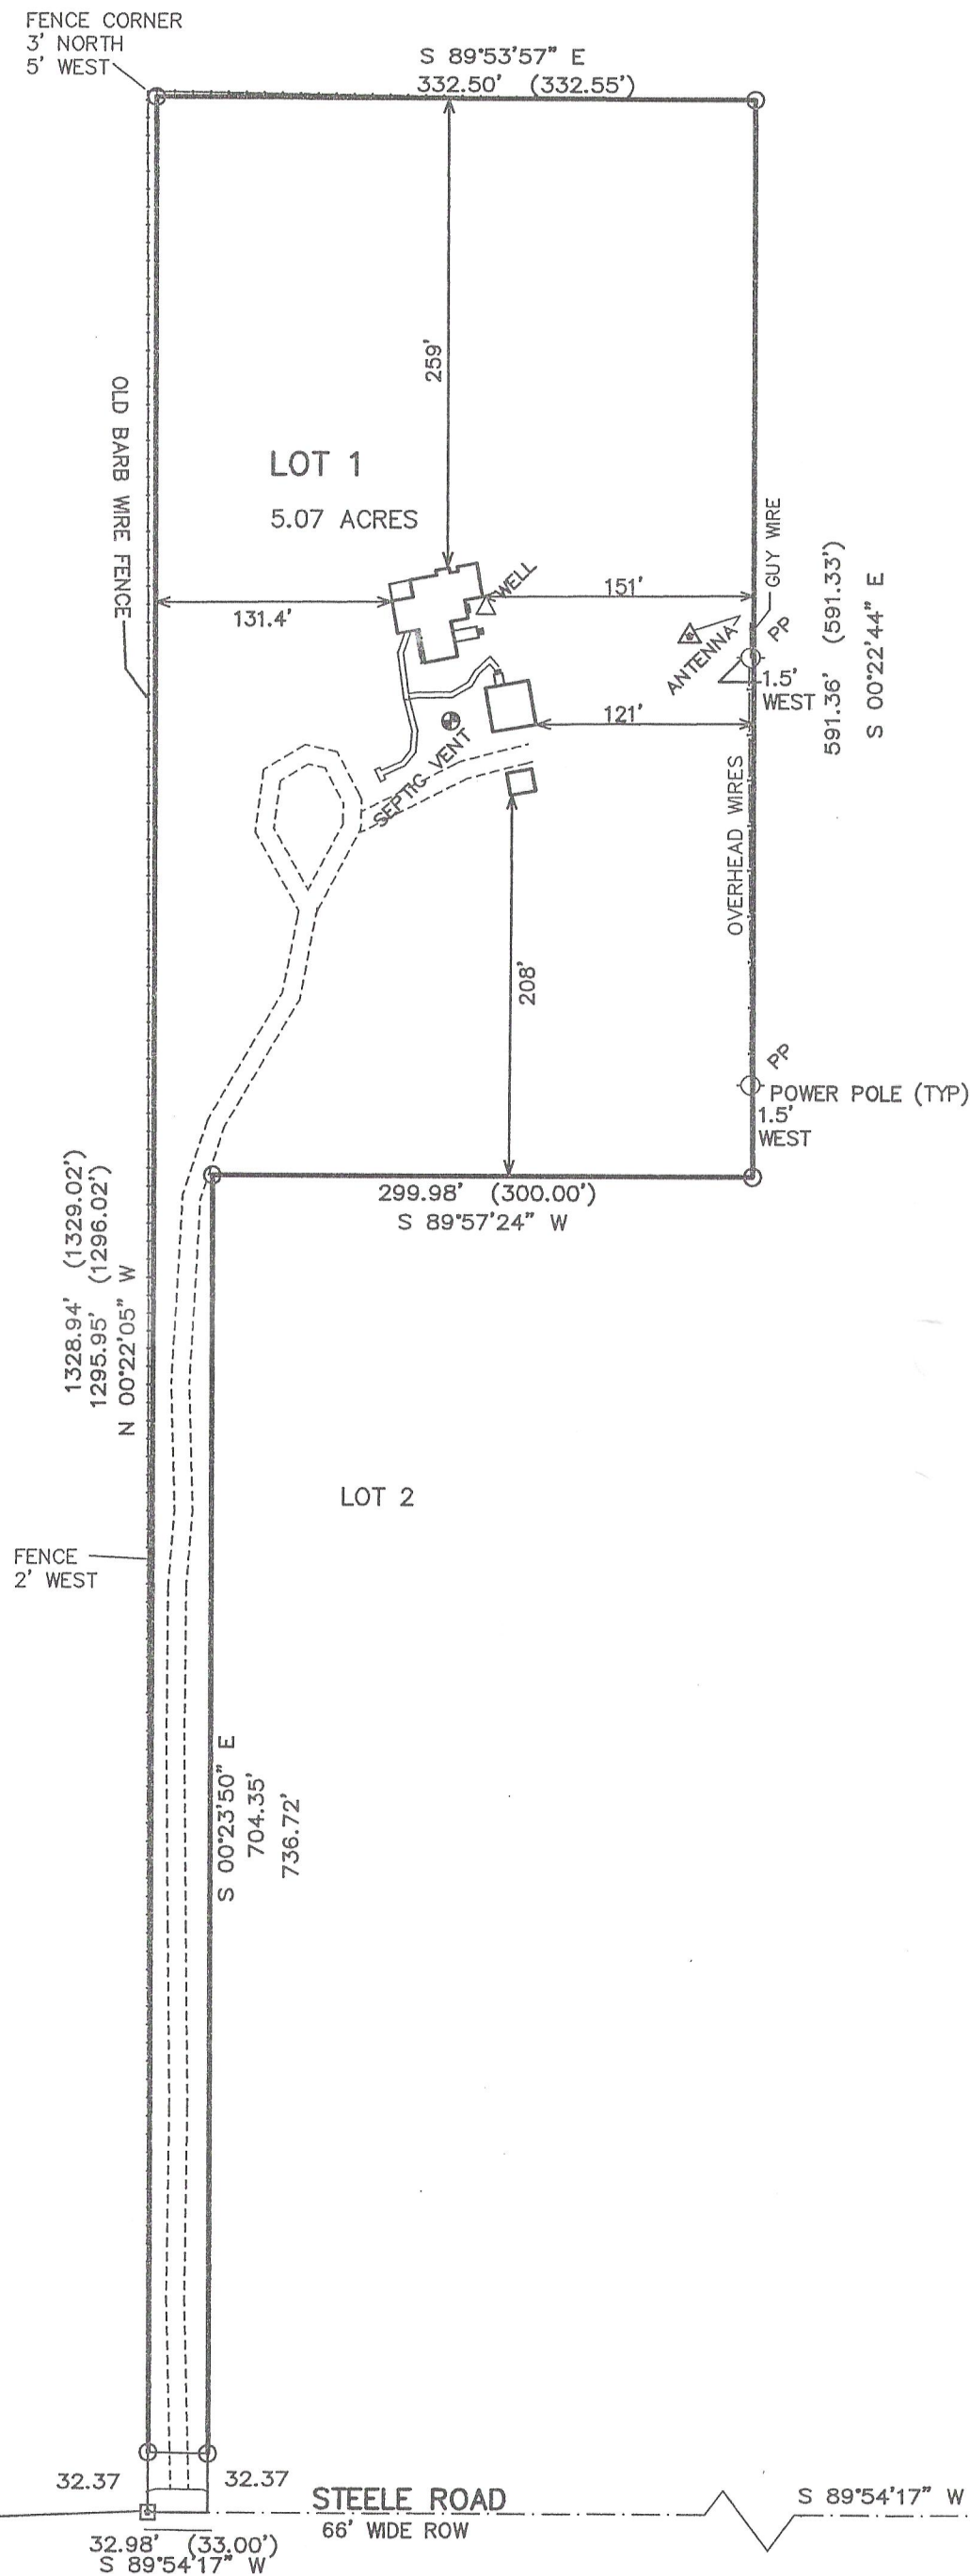 FENCE CORNER
3' NORTH
5' WEST
S 89°53'57" E
332.50' (332.55')
259'
OLD BARB WIRE FENCE
LOT 1
5.07 ACRES
131.4'
WELL
151'
GUY WIRE
ANTENNA
PP
1.5'
WEST
591.36' (591.33')
S 00°22'44" E
121'
SEPTIG VENT
OVERHEAD WIRES
208'
PP
POWER POLE (TYP)
1.5'
WEST
299.98' (300.00')
S 89°57'24" W
1328.94' (1329.02')
1295.95' (1296.02')
N 00°22'05" W
LOT 2
FENCE
2' WEST
S 00°23'50" E
704.35'
736.72'
32.37
32.37
STEELE ROAD
66' WIDE ROW
S 89°54'17" W
32.98' (33.00')
S 89°54'17" W